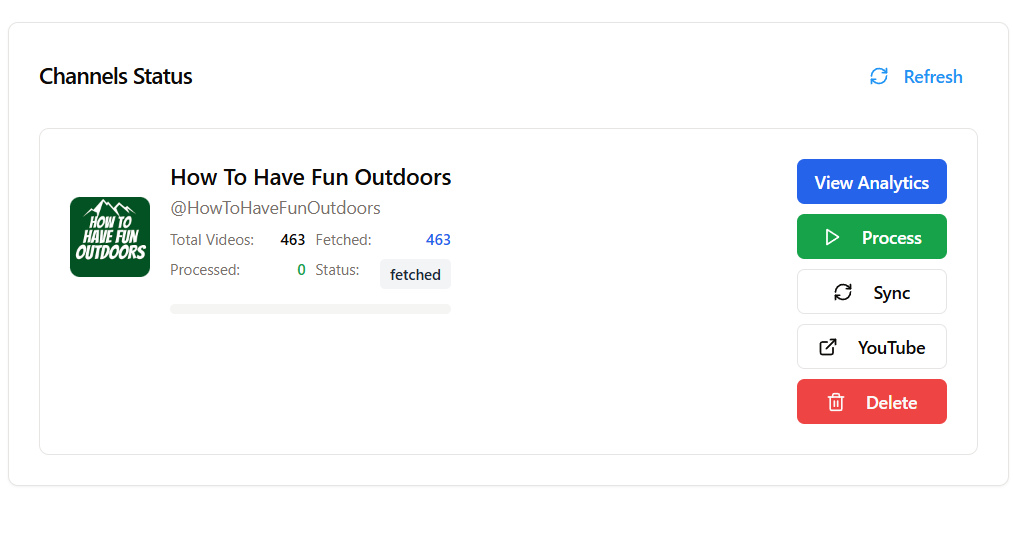 Channels Status
Refresh
HOW TO
HAVE FUN
OUTDOORS
How To Have Fun Outdoors
@HowToHaveFunOutdoors
Total Videos: 463 Fetched: 463
Processed: 0 Status: fetched
View Analytics
Process
Sync
YouTube
Delete